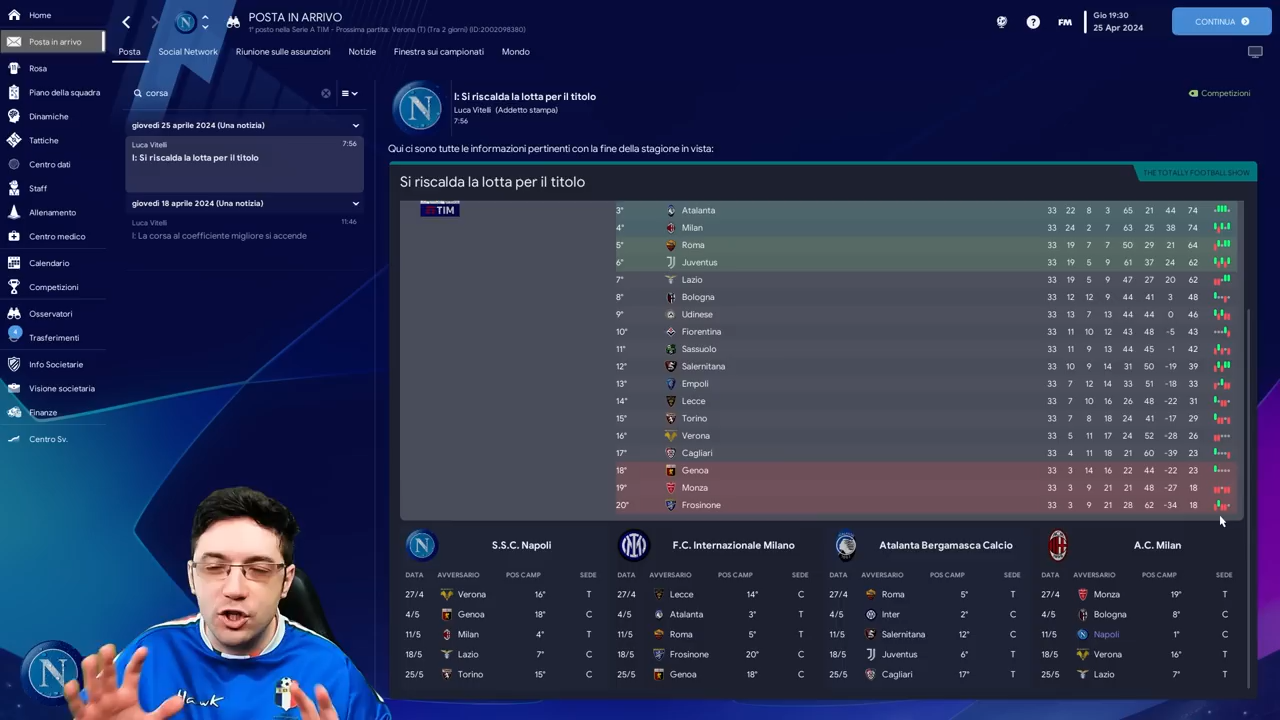 Home
Posta in arrivo
Rosa
Piano della squadra
Dinamiche
Tattiche
Centro dati
Staff
Allenamento
Centro medico
Calendario
Competizioni
Osservatori
4
Trasferimenti
Info Societarie
Visione societaria
Finanze
Centro Sv.
POSTA IN ARRIVO
1° posto nella Serie A TIM - Prossima partita: Verona (T) (Tra 2 giorni) (ID:2002098380)
FM
Gio 19:30
25 Apr 2024
CONTINUA
Posta Social Network Riunione sulle assunzioni Notizie Finestra sui campionati Mondo
corsa
giovedì 25 aprile 2024 (Una notizia)
Luca Vitelli 7:56
I: Si riscalda la lotta per il titolo
giovedì 18 aprile 2024 (Una notizia)
Luca Vitelli 11:46
I: La corsa al coefficiente migliore si accende
N
I: Si riscalda la lotta per il titolo
Luca Vitelli (Addetto stampa)
7:56
Competizioni
Qui ci sono tutte le informazioni pertinenti con la fine della stagione in vista:
THE TOTALLY FOOTBALL SHOW
Si riscalda la lotta per il titolo
TIM
3° Atalanta 33 22 8 3 65 21 44 74
4° Milan 33 24 2 7 63 25 38 74
5° Roma 33 19 7 7 50 29 21 64
6° Juventus 33 19 5 9 61 37 24 62
7° Lazio 33 19 5 9 47 27 20 62
8° Bologna 33 12 12 9 44 41 3 48
9° Udinese 33 13 7 13 44 44 0 46
10° Fiorentina 33 11 10 12 43 48 -5 43
11° Sassuolo 33 11 9 13 44 45 -1 42
12° Salernitana 33 10 9 14 31 50 -19 39
13° Empoli 33 7 12 14 33 51 -18 33
14° Lecce 33 7 10 16 26 48 -22 31
15° Torino 33 7 8 18 24 41 -17 29
16° Verona 33 5 11 17 24 52 -28 26
17° Cagliari 33 4 11 18 21 60 -39 23
18° Genoa 33 3 14 16 22 44 -22 23
19° Monza 33 3 9 21 21 48 -27 18
20° Frosinone 33 3 9 21 28 62 -34 18
S.S.C. Napoli
DATA AVVERSARIO POS CAMP SEDE
27/4 Verona 16° T
4/5 Genoa 18° C
11/5 Milan 4° T
18/5 Lazio 7° C
25/5 Torino 15° C
F.C. Internazionale Milano
DATA AVVERSARIO POS CAMP SEDE
27/4 Lecce 14° C
4/5 Atalanta 3° T
11/5 Roma 5° T
18/5 Frosinone 20° C
25/5 Genoa 18° C
Atalanta Bergamasca Calcio
DATA AVVERSARIO POS CAMP SEDE
27/4 Roma 5° T
4/5 Inter 2° C
11/5 Salernitana 12° C
18/5 Juventus 6° T
25/5 Cagliari 17° T
A.C. Milan
DATA AVVERSARIO POS CAMP SEDE
27/4 Monza 19° T
4/5 Bologna 8° C
11/5 Napoli 1° C
18/5 Verona 16° T
25/5 Lazio 7° T
Hawk